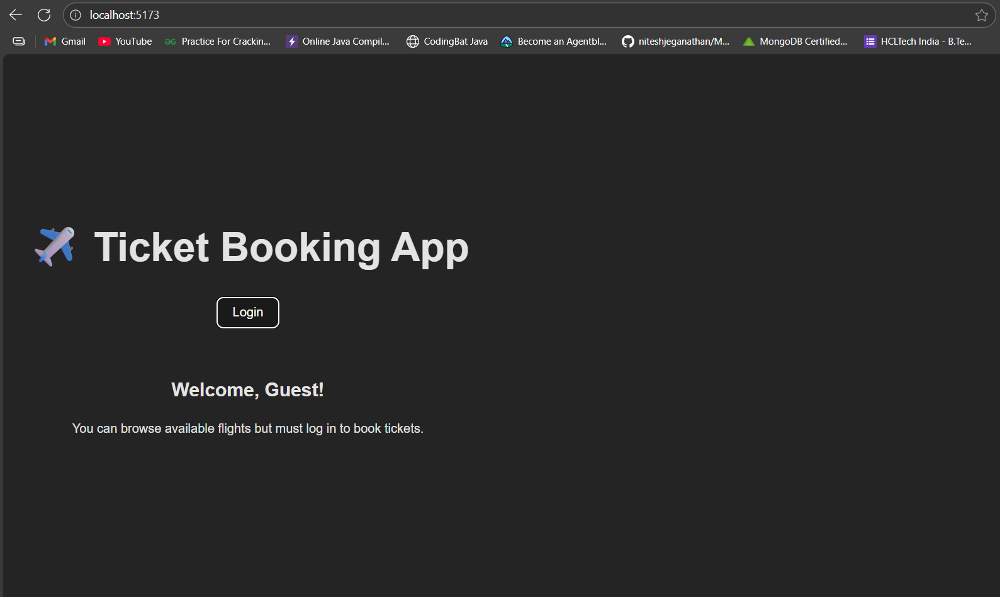 localhost:5173
Gmail YouTube Practice For Crackin... Online Java Compil... CodingBat Java Become an Agentbl... niteshjeganathan/M... MongoDB Certified... HCLTech India - B.Te...
Ticket Booking App
Login
Welcome, Guest!
You can browse available flights but must log in to book tickets.